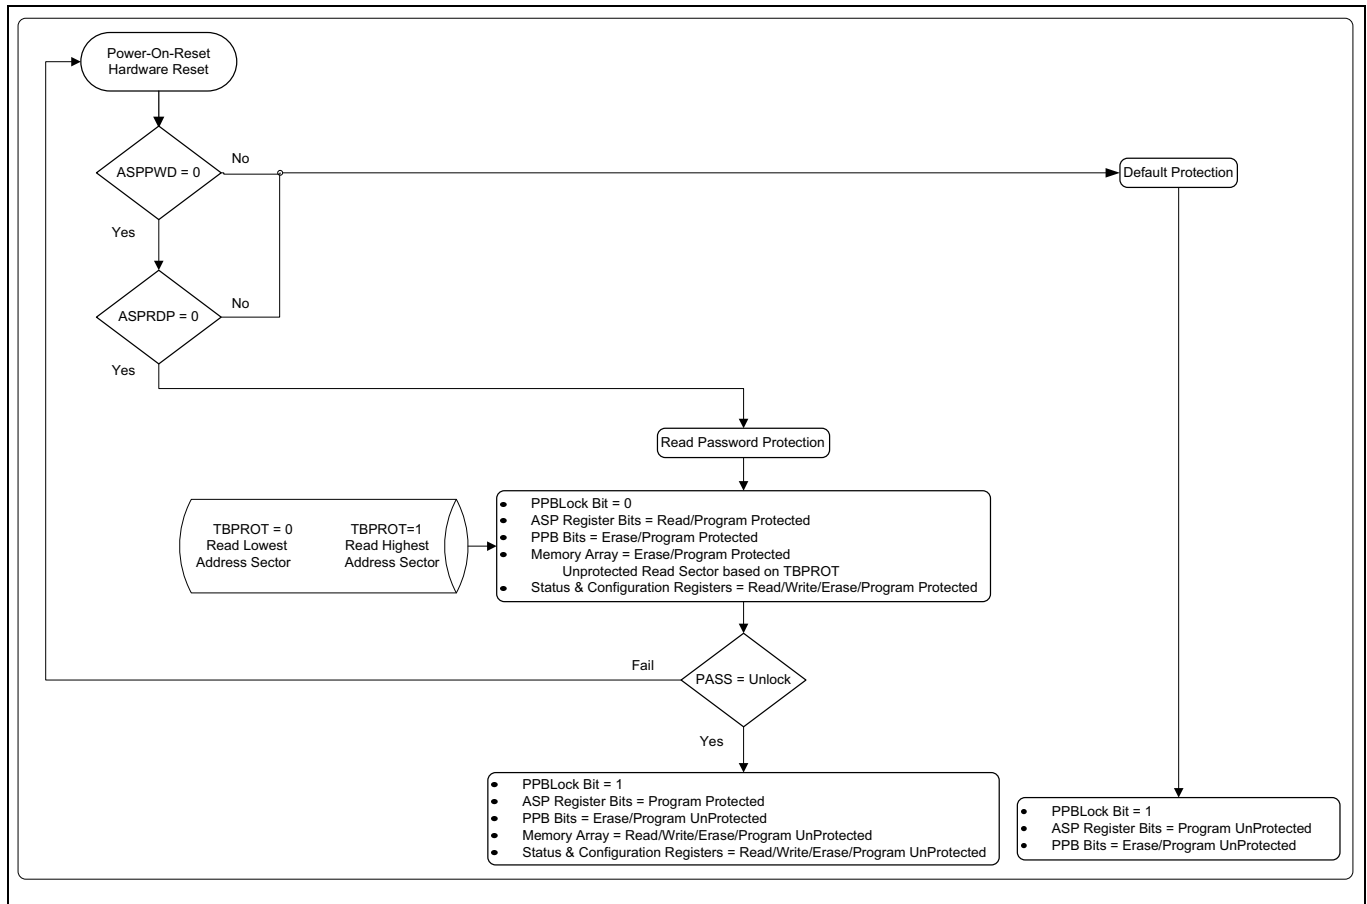 Power-On-Reset
Hardware Reset
ASPPWD = 0
No
Default Protection
Yes
ASPRDP = 0
No
Yes
Read Password Protection
TBPROT = 0
Read Lowest
Address Sector
TBPROT=1
Read Highest
Address Sector
• PPBLock Bit = 0
• ASP Register Bits = Read/Program Protected
• PPB Bits = Erase/Program Protected
• Memory Array = Erase/Program Protected
Unprotected Read Sector based on TBPROT
• Status & Configuration Registers = Read/Write/Erase/Program Protected
Fail
PASS = Unlock
Yes
• PPBLock Bit = 1
• ASP Register Bits = Program Protected
• PPB Bits = Erase/Program UnProtected
• Memory Array = Read/Write/Erase/Program UnProtected
• Status & Configuration Registers = Read/Write/Erase/Program UnProtected
• PPBLock Bit = 1
• ASP Register Bits = Program UnProtected
• PPB Bits = Erase/Program UnProtected